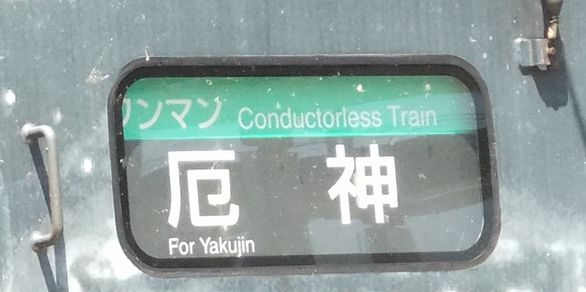 ワンマン Conductorless Train
厄神
For Yakujin